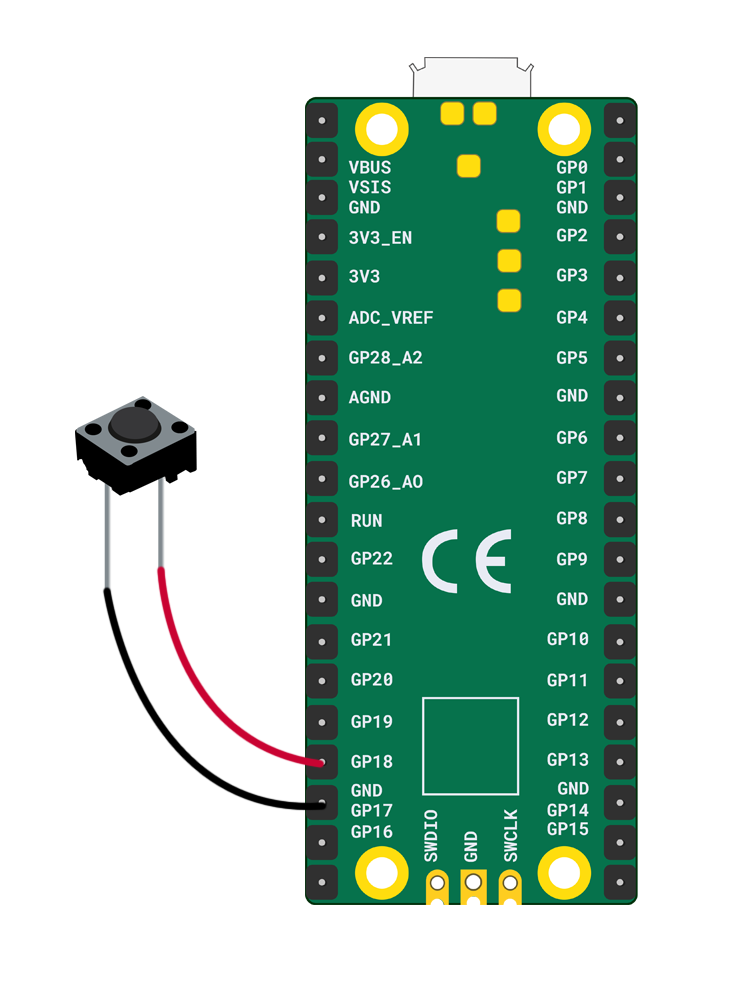 VBUS
VSIS
GND
3V3_EN
3V3
ADC_VREF
GP28_A2
AGND
GP27_A1
GP26_AO
RUN
GP22
GND
GP21
GP20
GP19
GP18
GND
GP17
GP16
GP0
GP1
GND
GP2
GP3
GP4
GP5
GND
GP6
GP7
GP8
GP9
GND
GP10
GP11
GP12
GP13
GND
GP14
GP15
CE
SWDIO
GND
SWCLK